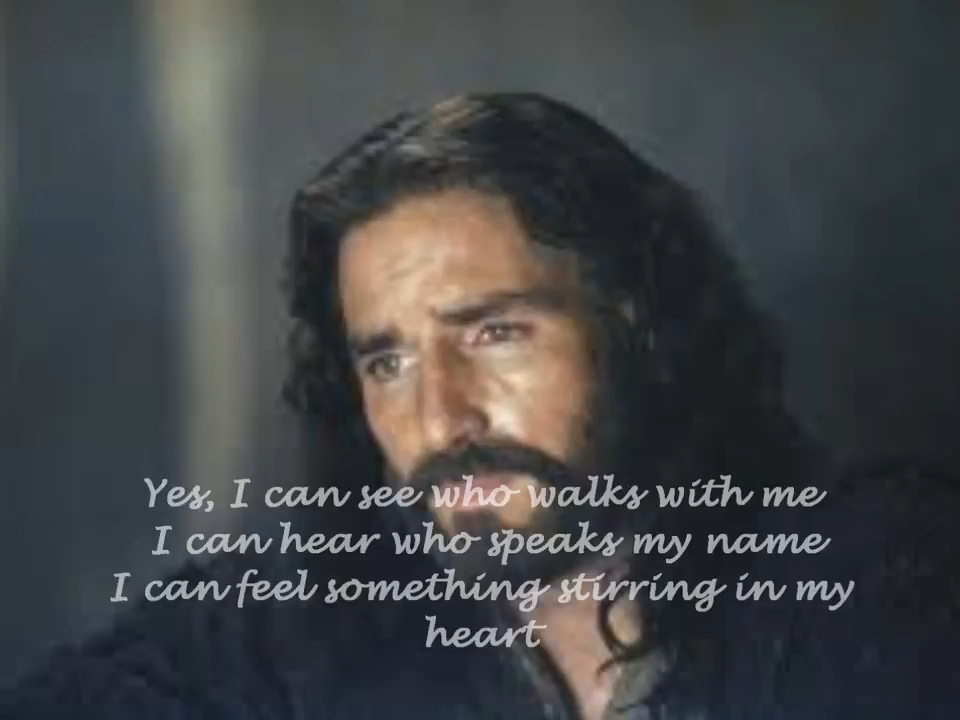 Yes, I can see who walks with me
I can hear who speaks my name
I can feel something stirring in my
heart